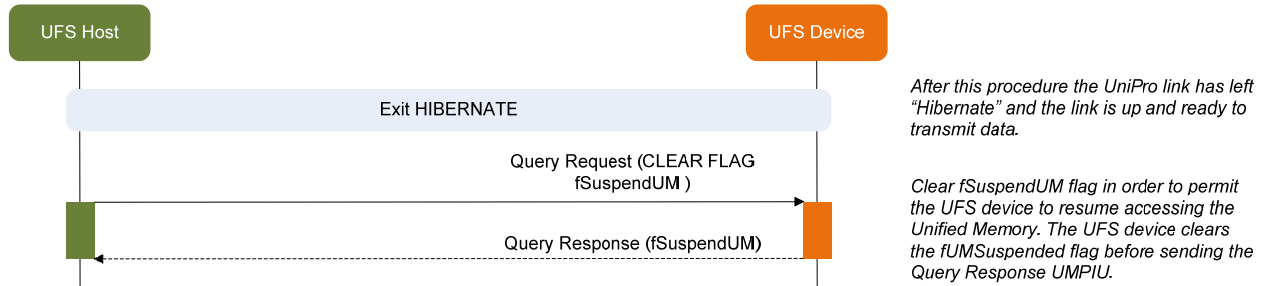 UFS Host
UFS Device
Exit HIBERNATE
After this procedure the UniPro link has left
“Hibernate” and the link is up and ready to
transmit data.
Query Request (CLEAR FLAG
fSuspendUM )
Clear fSuspendUM flag in order to permit
the UFS device to resume accessing the
Unified Memory. The UFS device clears
the fUMSuspended flag before sending the
Query Response UMPIU.
Query Response (fSuspendUM)